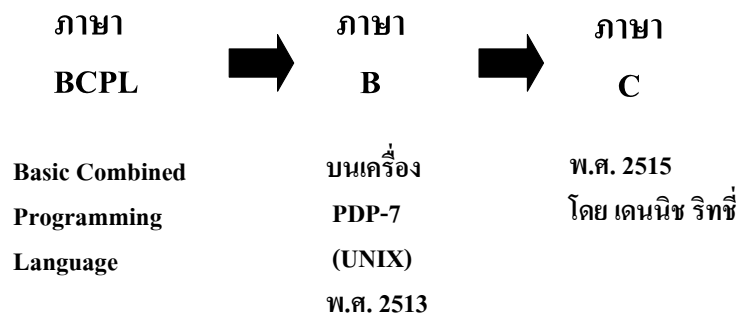 ภาษา
BCPL
ภาษา
B
ภาษา
C
Basic Combined
Programming
Language
บนเครื่อง
PDP-7
(UNIX)
พ.ศ. 2513
พ.ศ. 2515
โดย เดนนิช ริทชี่